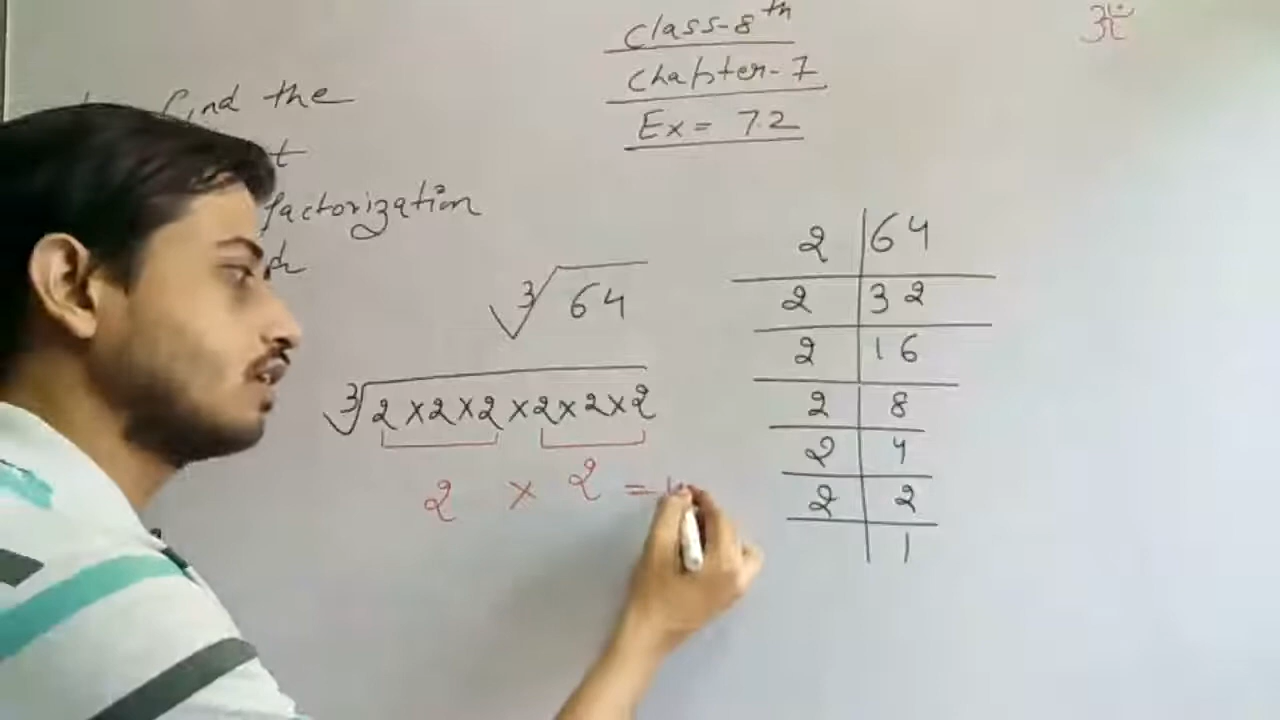 Class-8th
Chapter-7
Ex = 7.2
ॐ
find the
factorization
∛64
∛2×2×2×2×2×2
2 × 2 =
2 | 64
2 | 32
2 | 16
2 | 8
2 | 4
2 | 2
| 1